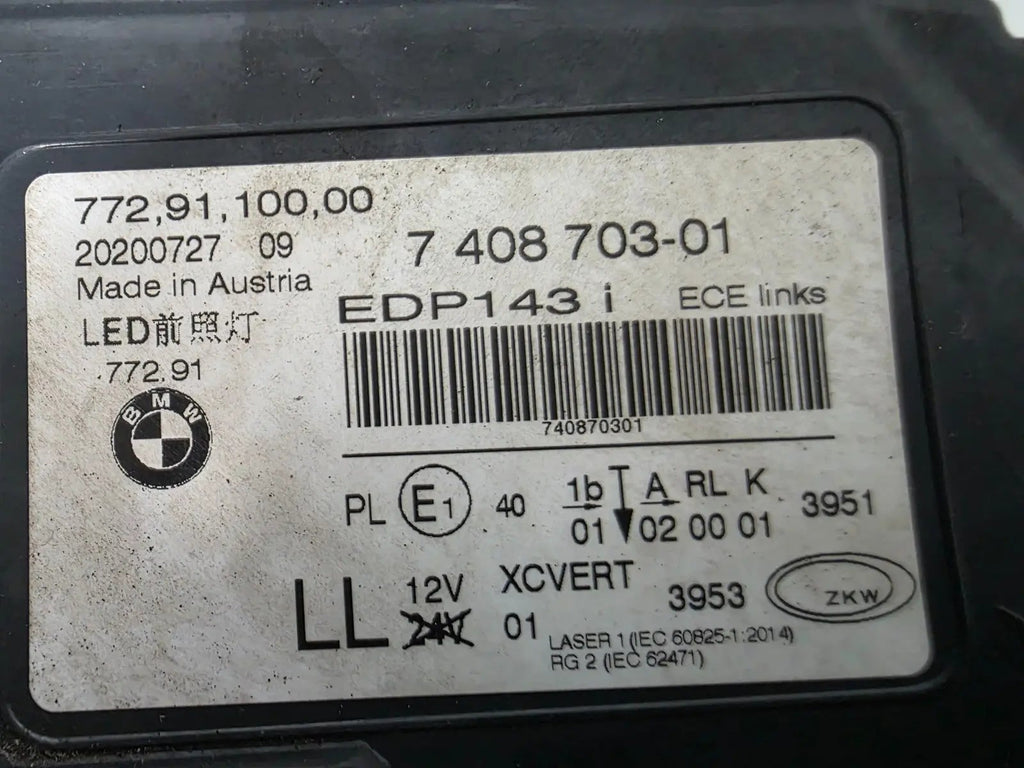 772,91,100,00
20200727 09
Made in Austria
LED前照灯
772.91
BMW
7 408 703-01
EDP143 i ECE links
740870301
PL E1 40 1b A RL K 3951
01 02 00 01
LL 12V XCVERT 3953 ZKW
24V 01 LASER 1 (IEC 60825-1:2014)
RG 2 (IEC 62471)